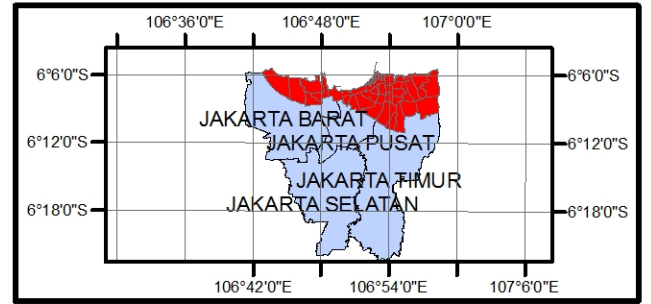 106°36'0"E 106°48'0"E 107°0'0"E
6°6'0"S 6°6'0"S
JAKARTA BARAT
6°12'0"S JAKARTA PUSAT 6°12'0"S
JAKARTA TIMUR
6°18'0"S JAKARTA SELATAN 6°18'0"S
106°42'0"E 106°54'0"E 107°6'0"E